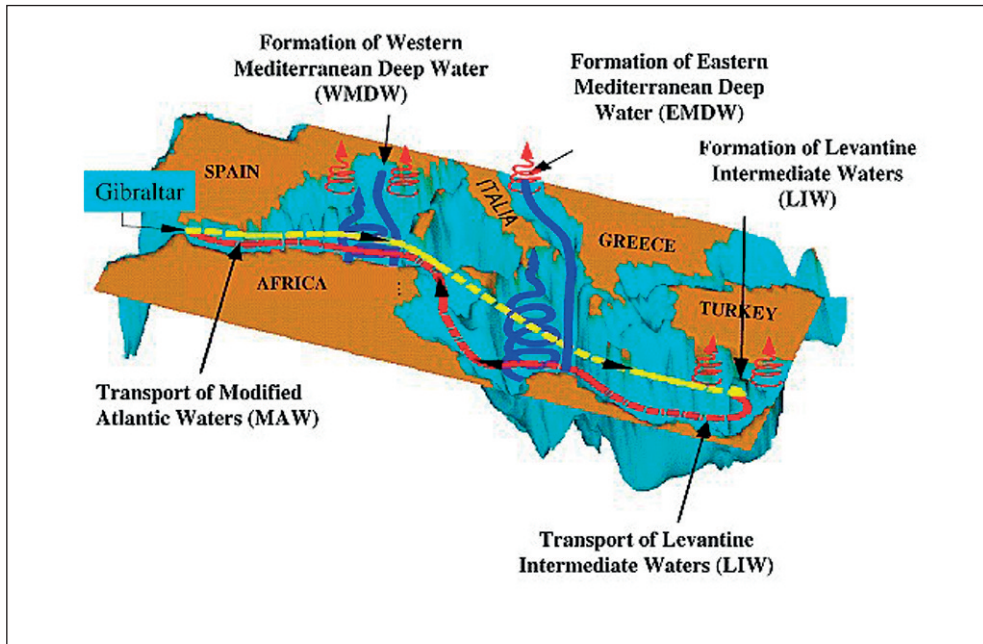 Formation of Western
Mediterranean Deep Water
(WMDW)
Formation of Eastern
Mediterranean Deep
Water (EMDW)
Formation of Levantine
Intermediate Waters
(LIW)
SPAIN
Gibraltar
ITALIA
GREECE
AFRICA
TURKEY
Transport of Modified
Atlantic Waters (MAW)
Transport of Levantine
Intermediate Waters (LIW)